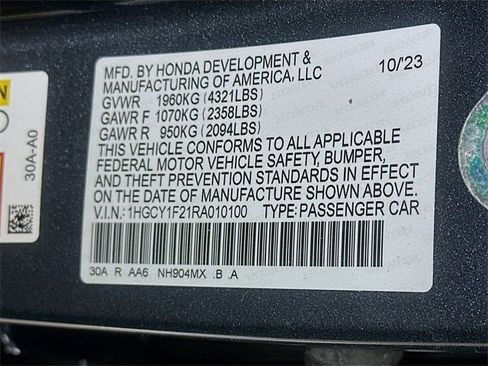 MFD. BY HONDA DEVELOPMENT & 10/'23
MANUFACTURING OF AMERICA, LLC
GVWR 1960KG (4321LBS)
GAWR F 1070KG (2358LBS)
GAWR R 950KG (2094LBS)
THIS VEHICLE CONFORMS TO ALL APPLICABLE
FEDERAL MOTOR VEHICLE SAFETY, BUMPER,
AND THEFT PREVENTION STANDARDS IN EFFECT
ON THE DATE OF MANUFACTURE SHOWN ABOVE.
V.I.N.: 1HGCY1F21RA010100 TYPE: PASSENGER CAR
30A R AA6 NH904MX .B .A
30A-A0